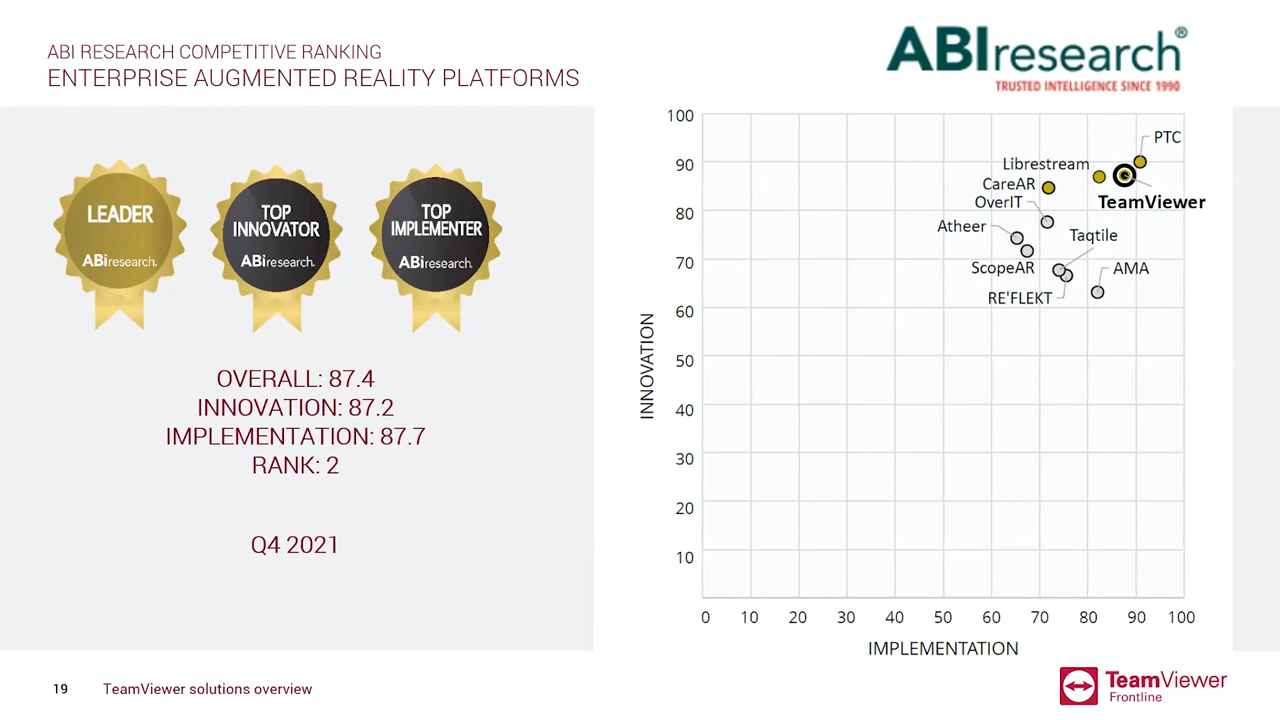 ABI RESEARCH COMPETITIVE RANKING
ENTERPRISE AUGMENTED REALITY PLATFORMS
ABIresearch®
TRUSTED INTELLIGENCE SINCE 1990
LEADER
ABIresearch.
TOP
INNOVATOR
ABIresearch.
TOP
IMPLEMENTER
ABIresearch.
OVERALL: 87.4
INNOVATION: 87.2
IMPLEMENTATION: 87.7
RANK: 2
Q4 2021
100
90
80
70
60
50
40
30
20
10
INNOVATION
PTC
Librestream
CareAR
TeamViewer
OverIT
Atheer
Taqtile
ScopeAR
AMA
RE'FLEKT
0 10 20 30 40 50 60 70 80 90 100
IMPLEMENTATION
19 TeamViewer solutions overview
TeamViewer
Frontline